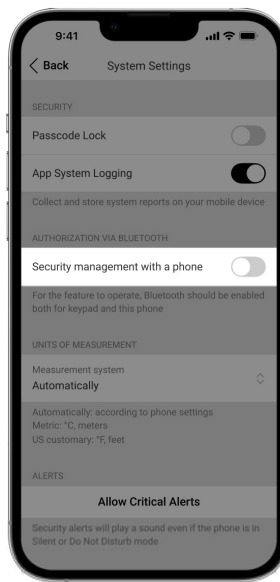 9:41
Back System Settings
SECURITY
Passcode Lock
App System Logging
Collect and store system reports on your mobile device
AUTHORIZATION VIA BLUETOOTH
Security management with a phone
For the feature to operate, Bluetooth should be enabled
both for keypad and this phone
UNITS OF MEASUREMENT
Measurement system
Automatically
Automatically: according to phone settings
Metric: °C, meters
US customary: °F, feet
ALERTS
Allow Critical Alerts
Security alerts will play a sound even if the phone is in
Silent or Do Not Disturb mode